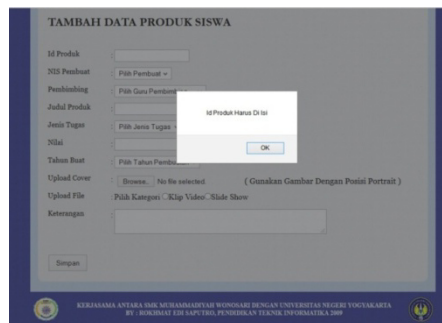 TAMBAH DATA PRODUK SISWA
Id Produk :
NIS Pembuat : Pilih Pembuat
Pembimbing : Pilih Guru Pembimbing
Judul Produk :
Jenis Tugas : Pilih Jenis Tugas
Nilai :
Tahun Buat : Pilih Tahun
Upload Cover : Browse.. No file selected. ( Gunakan Gambar Dengan Posisi Portrait )
Upload File : Pilih Kategori Klip Video Slide Show
Keterangan :
Id Produk Harus Di Isi
OK
Simpan
KERJASAMA ANTARA SMK MUHAMMADIYAH WONOSARI DENGAN UNIVERSITAS NEGERI YOGYAKARTA
BY : ROKHMAT EDI SAPUTRO, PENDIDIKAN TEKNIK INFORMATIKA 2009